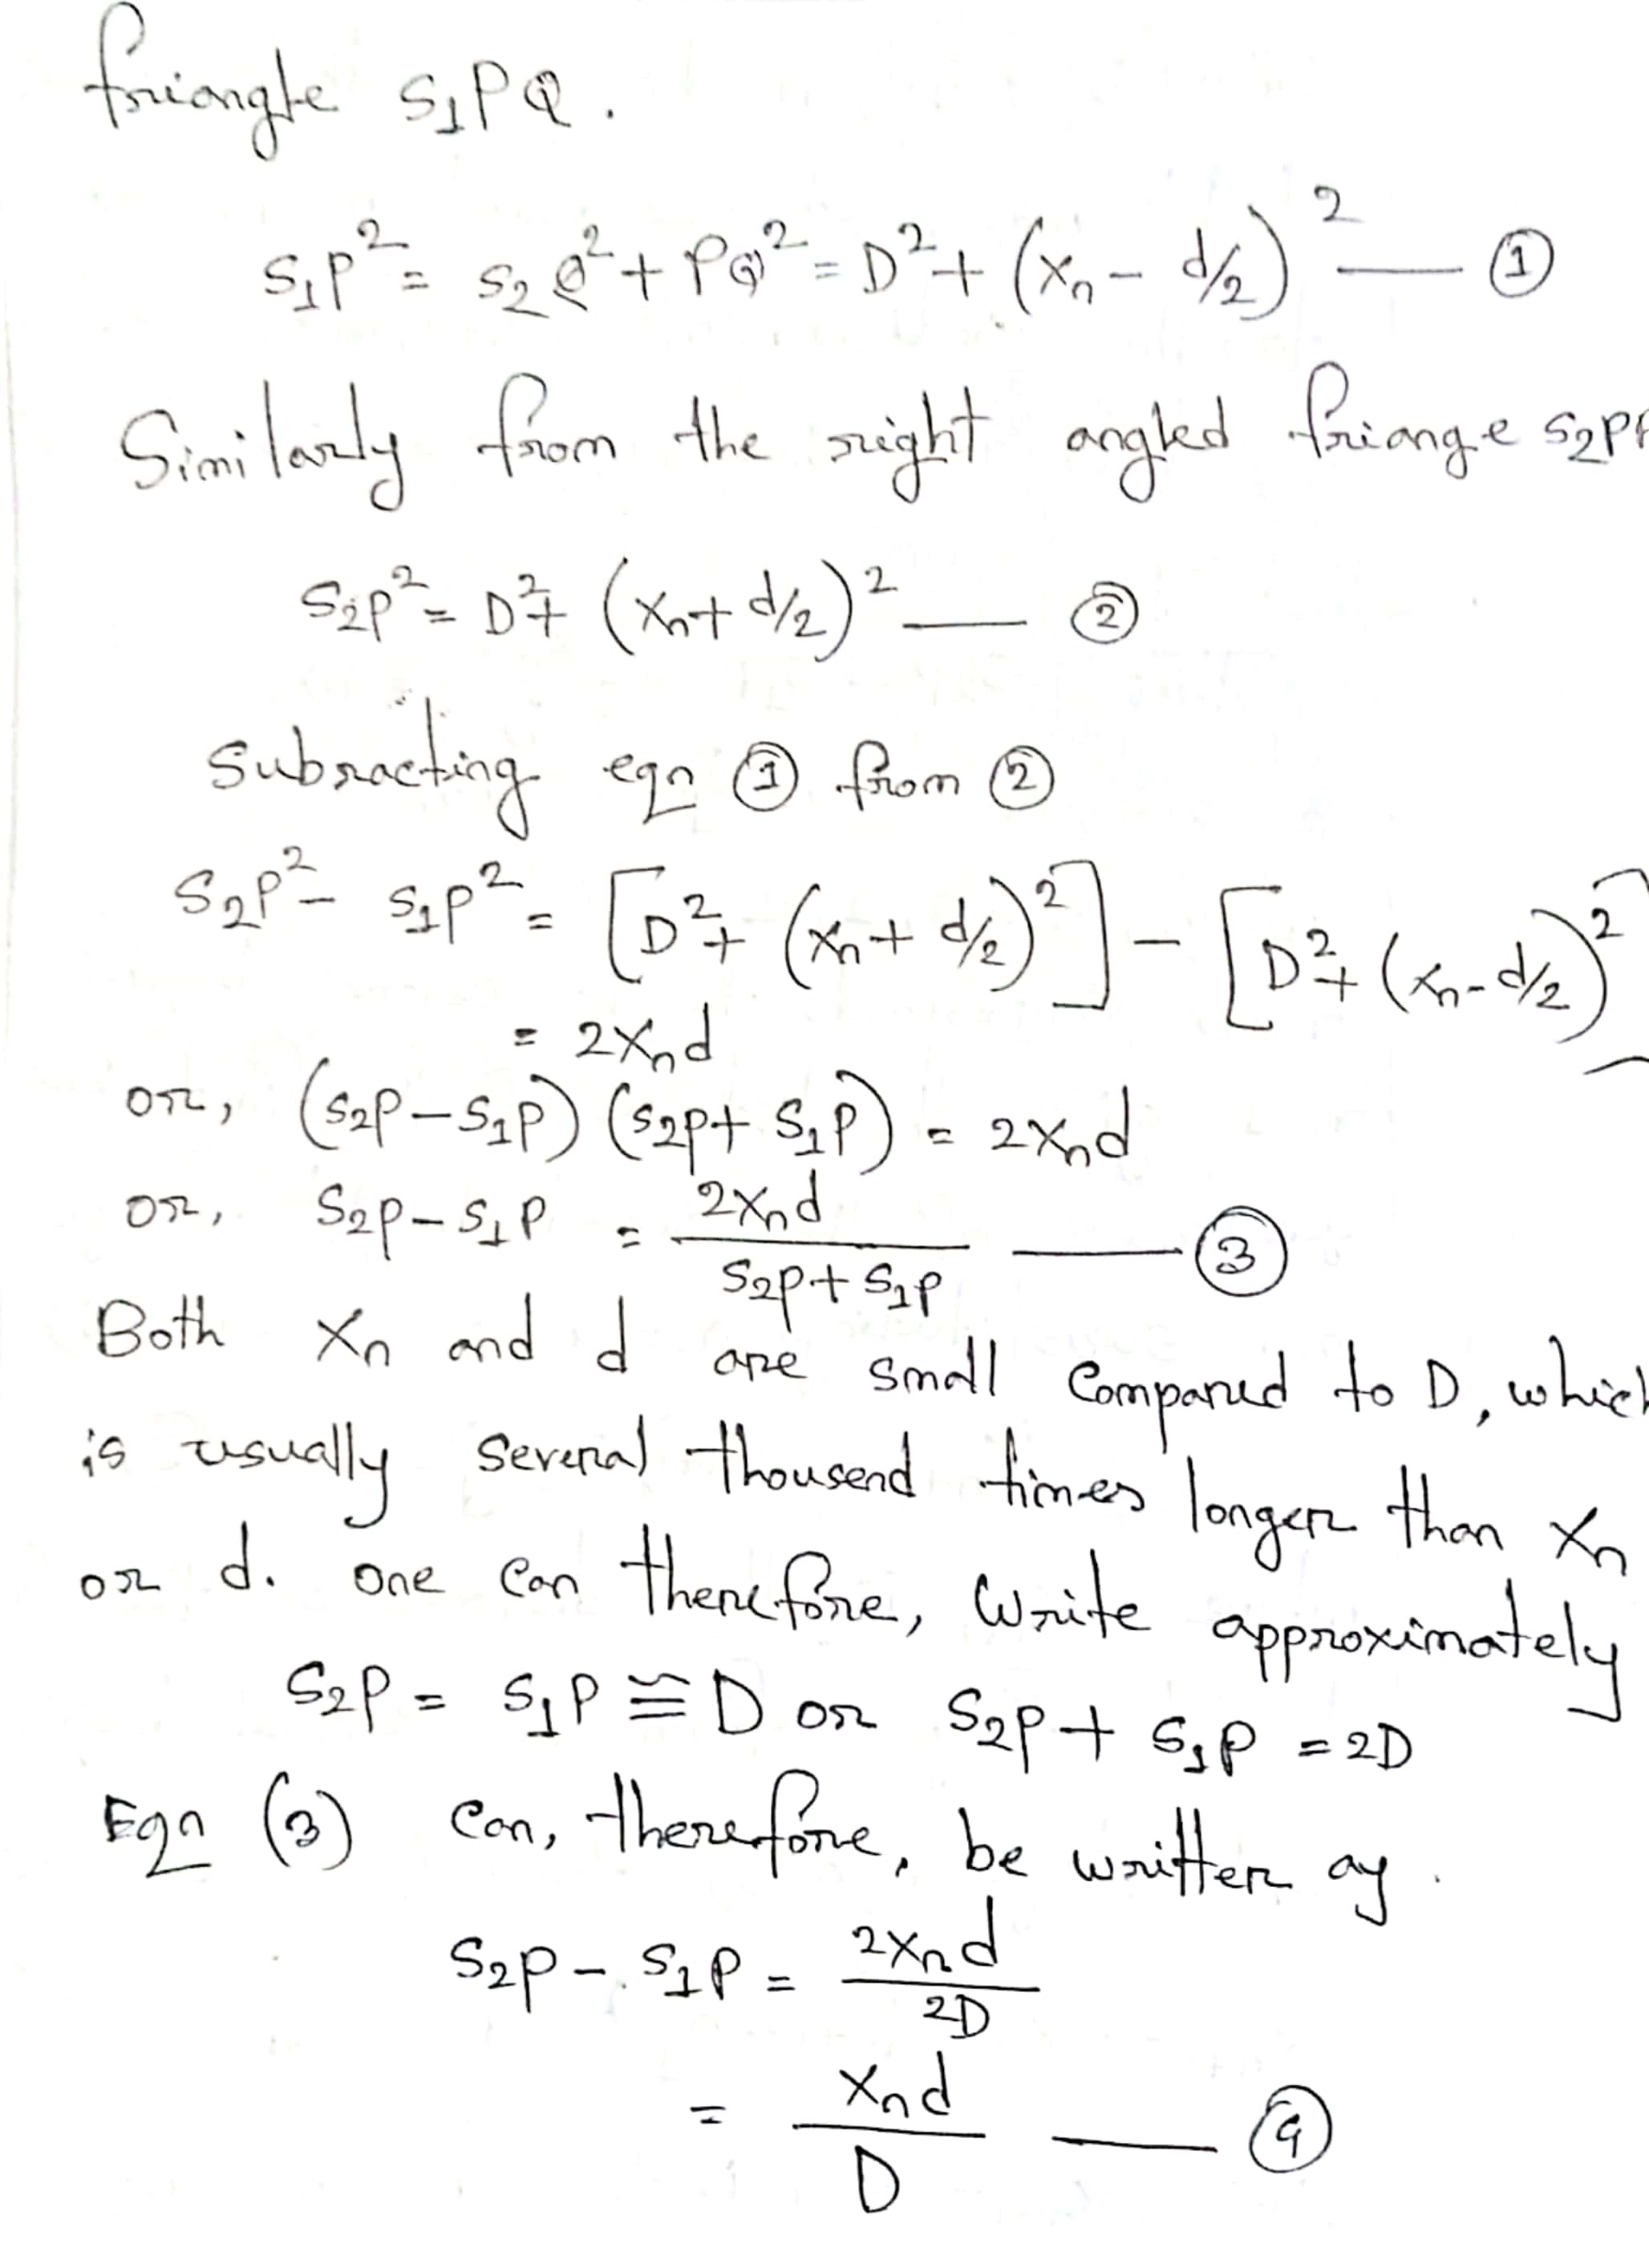 triangle S₁PQ.
S₁P² = S₂Q² + PQ² = D² + (xₙ - d/2)² — ①
Similarly from the right angled triange S₂PR
S₂P² = D² + (xₙ + d/2)² — ②
Subracting eqn ① from ②
S₂P² - S₁P² = [D² + (xₙ + d/2)²] - [D² + (xₙ - d/2)²]
= 2xₙd
or, (S₂P - S₁P) (S₂P + S₁P) = 2xₙd
or, S₂P - S₁P = 2xₙd / S₂P + S₁P — ③
Both xₙ and d are small compared to D, which
is usually several thousend times longer than xₙ
or d. one can therefore, write approximately
S₂P = S₁P ≅ D or S₂P + S₁P = 2D
Eqn (3) can, therefore, be written as.
S₂P - S₁P = 2xₙd / 2D
= xₙd / D — ④